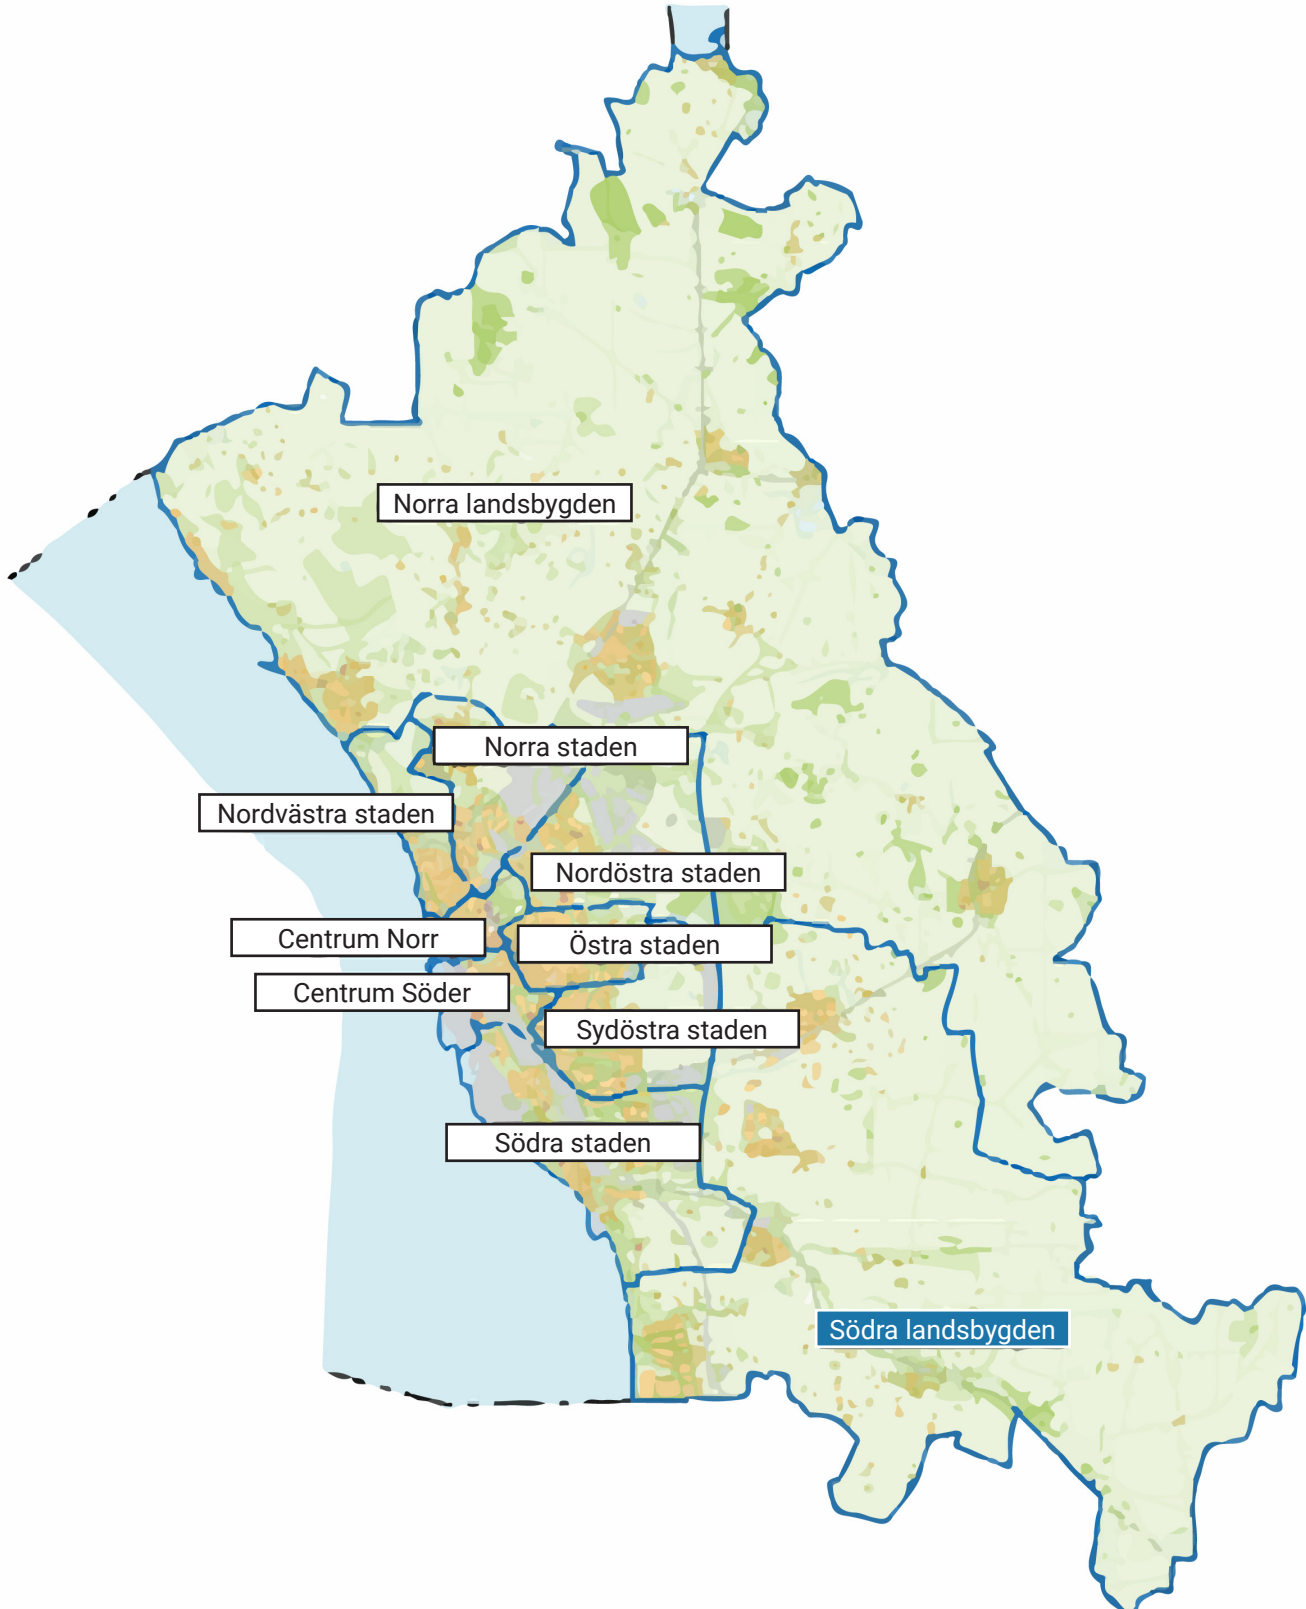 Norra landsbygden
Norra staden
Nordvästra staden
Nordöstra staden
Centrum Norr
Östra staden
Centrum Söder
Sydöstra staden
Södra staden
Södra landsbygden